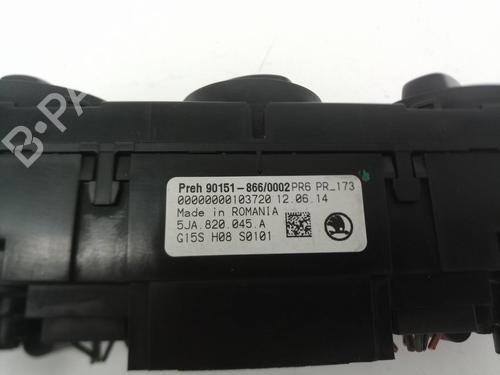 Preh 90151-866/0002 PR6 PR_173
00000000103720 12.06.14
Made in ROMANIA
5JA.820.045.A
G15S H08 S0101
B-PARTS